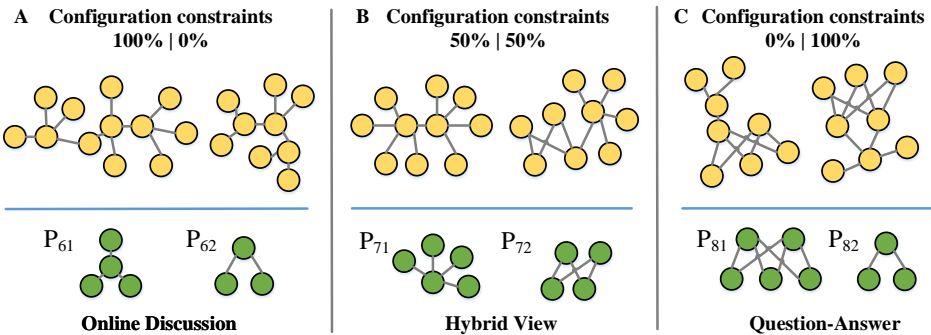 A Configuration constraints
100% | 0%
P61
P62
Online Discussion
B Configuration constraints
50% | 50%
P71
P72
Hybrid View
C Configuration constraints
0% | 100%
P81
P82
Question-Answer